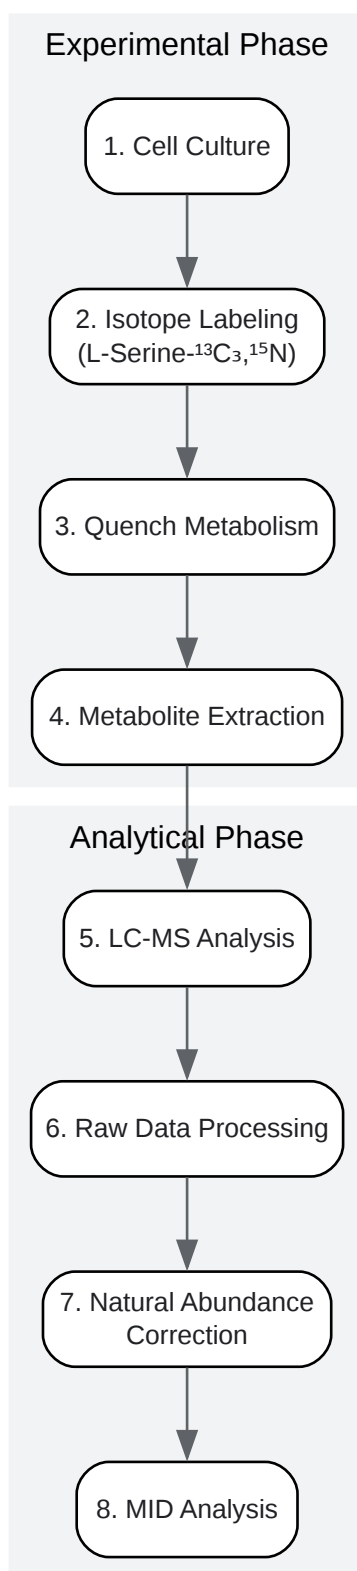 Experimental Phase
1. Cell Culture
2. Isotope Labeling
(L-Serine-¹³C₃,¹⁵N)
3. Quench Metabolism
4. Metabolite Extraction
Analytical Phase
5. LC-MS Analysis
6. Raw Data Processing
7. Natural Abundance
Correction
8. MID Analysis